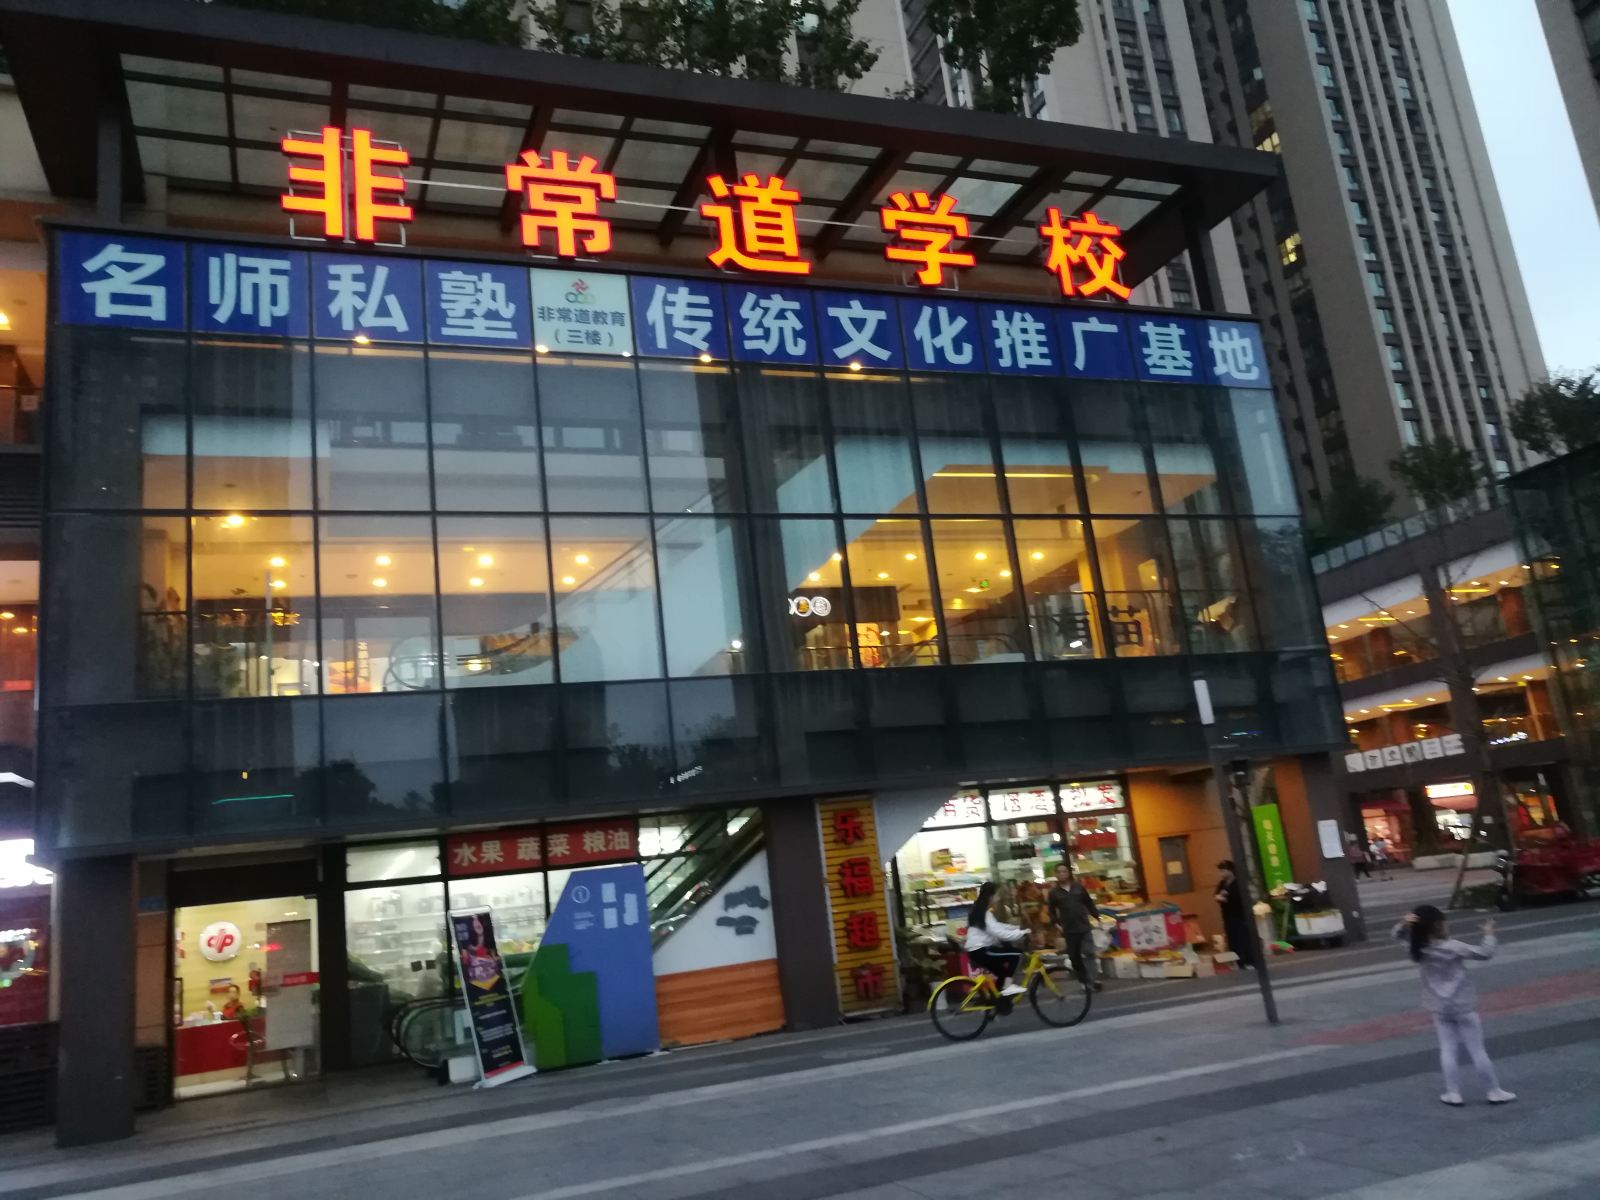 非常道学校
名师私塾
非常道教育
（三楼）
传统文化推广基地
水果 蔬菜 粮油
乐福超市
苗